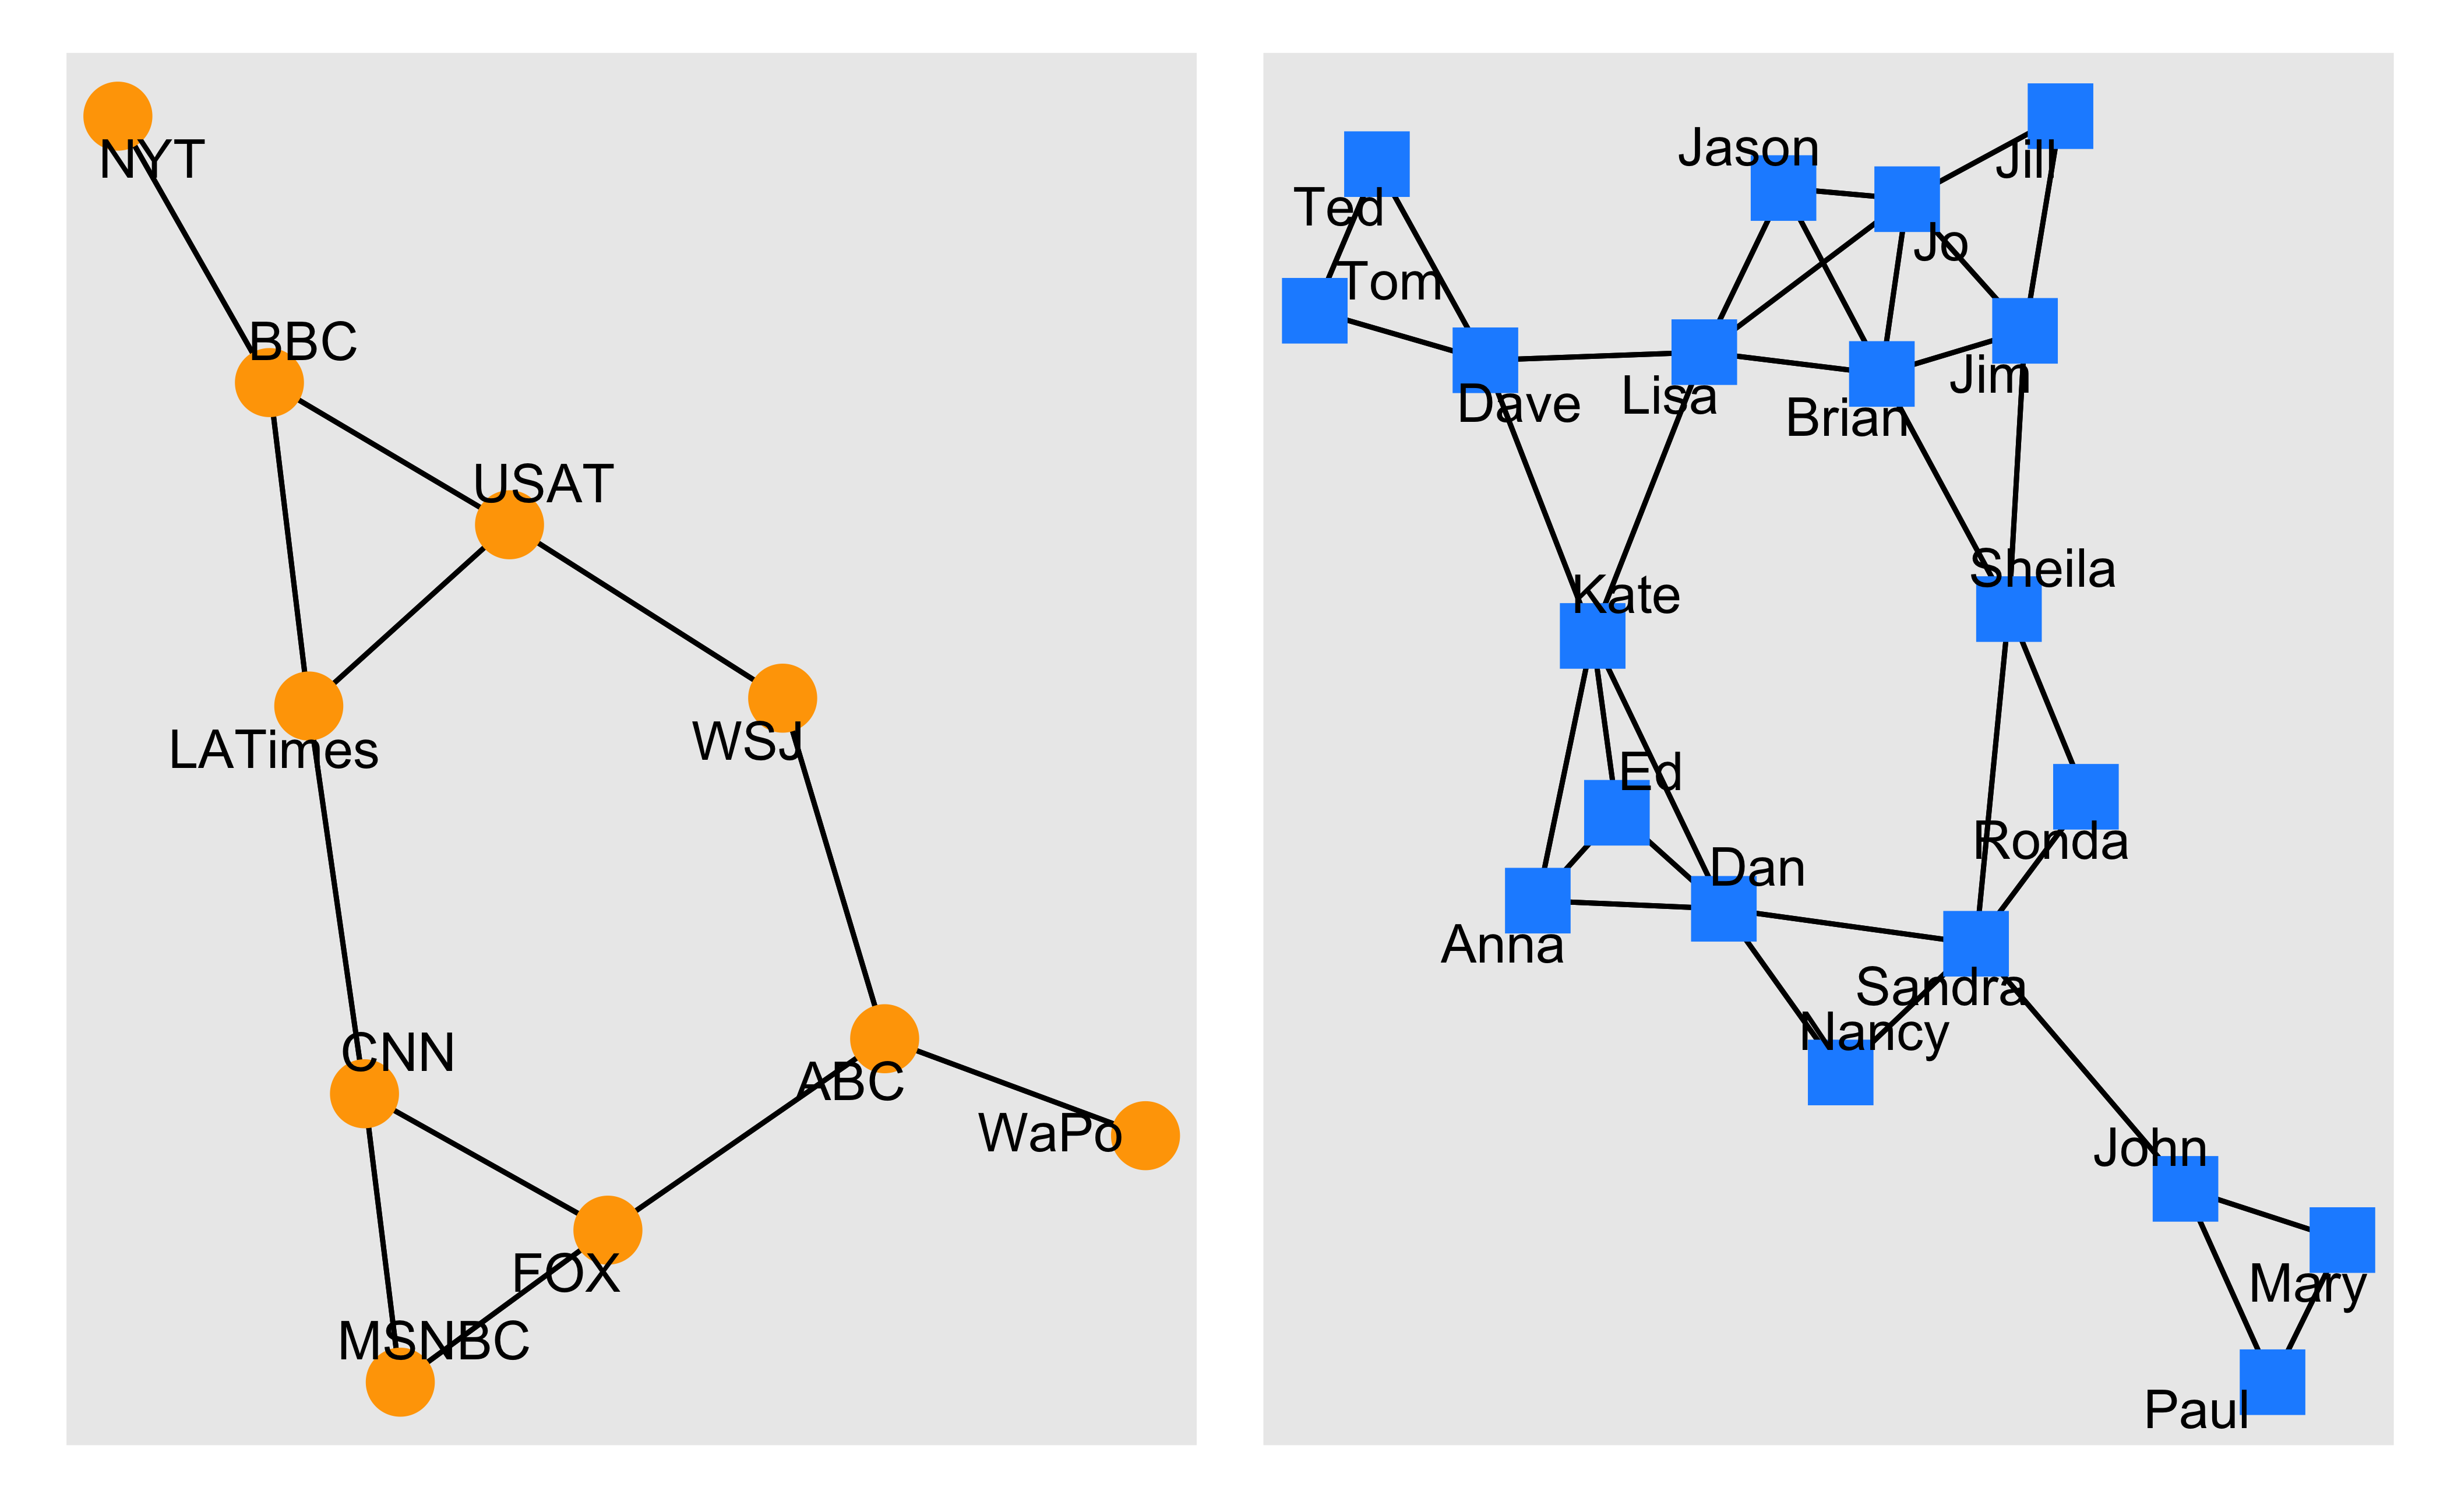 NYT
BBC
USAT
LATimes
WSJ
CNN
ABC
WaPo
FOX
MSNBC
Jason
Jill
Ted
Jo
Tom
Dave
Lisa
Brian
Jim
Kate
Sheila
Ed
Ronda
Dan
Anna
Sandra
Nancy
John
Mary
Paul